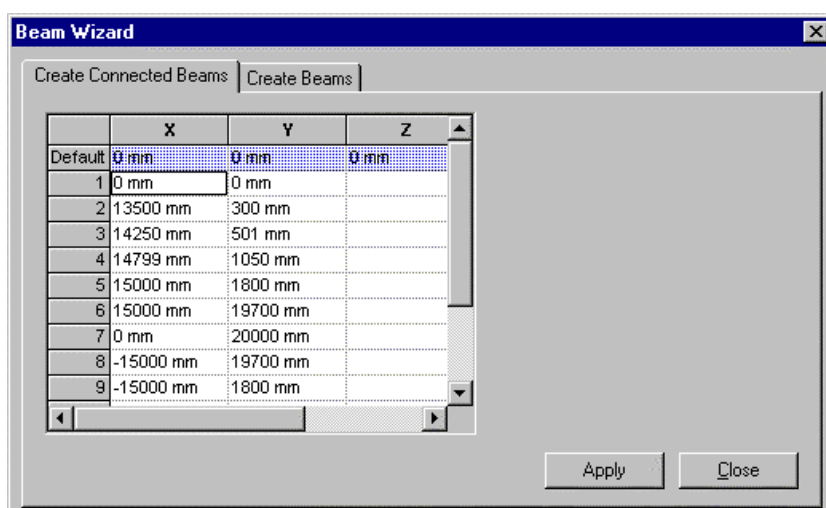 Beam Wizard
Create Connected Beams Create Beams
X Y Z
Default 0 mm 0 mm 0 mm
1 0 mm 0 mm
2 13500 mm 300 mm
3 14250 mm 501 mm
4 14799 mm 1050 mm
5 15000 mm 1800 mm
6 15000 mm 19700 mm
7 0 mm 20000 mm
8 -15000 mm 19700 mm
9 -15000 mm 1800 mm
Apply Close